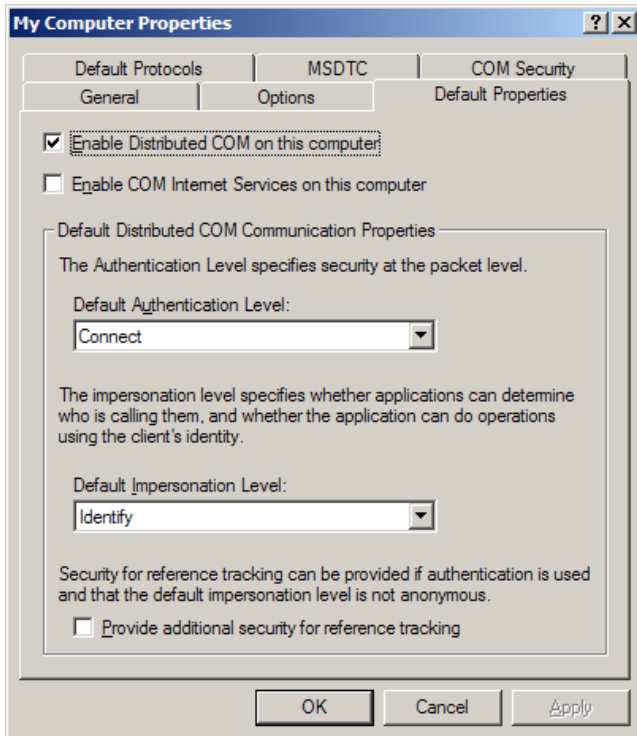 My Computer Properties
Default Protocols
MSDTC
COM Security
General
Options
Default Properties
Enable Distributed COM on this computer
Enable COM Internet Services on this computer
Default Distributed COM Communication Properties
The Authentication Level specifies security at the packet level.
Default Authentication Level:
Connect
The impersonation level specifies whether applications can determine
who is calling them, and whether the application can do operations
using the client's identity.
Default Impersonation Level:
Identify
Security for reference tracking can be provided if authentication is used
and that the default impersonation level is not anonymous.
Provide additional security for reference tracking
OK
Cancel
Apply